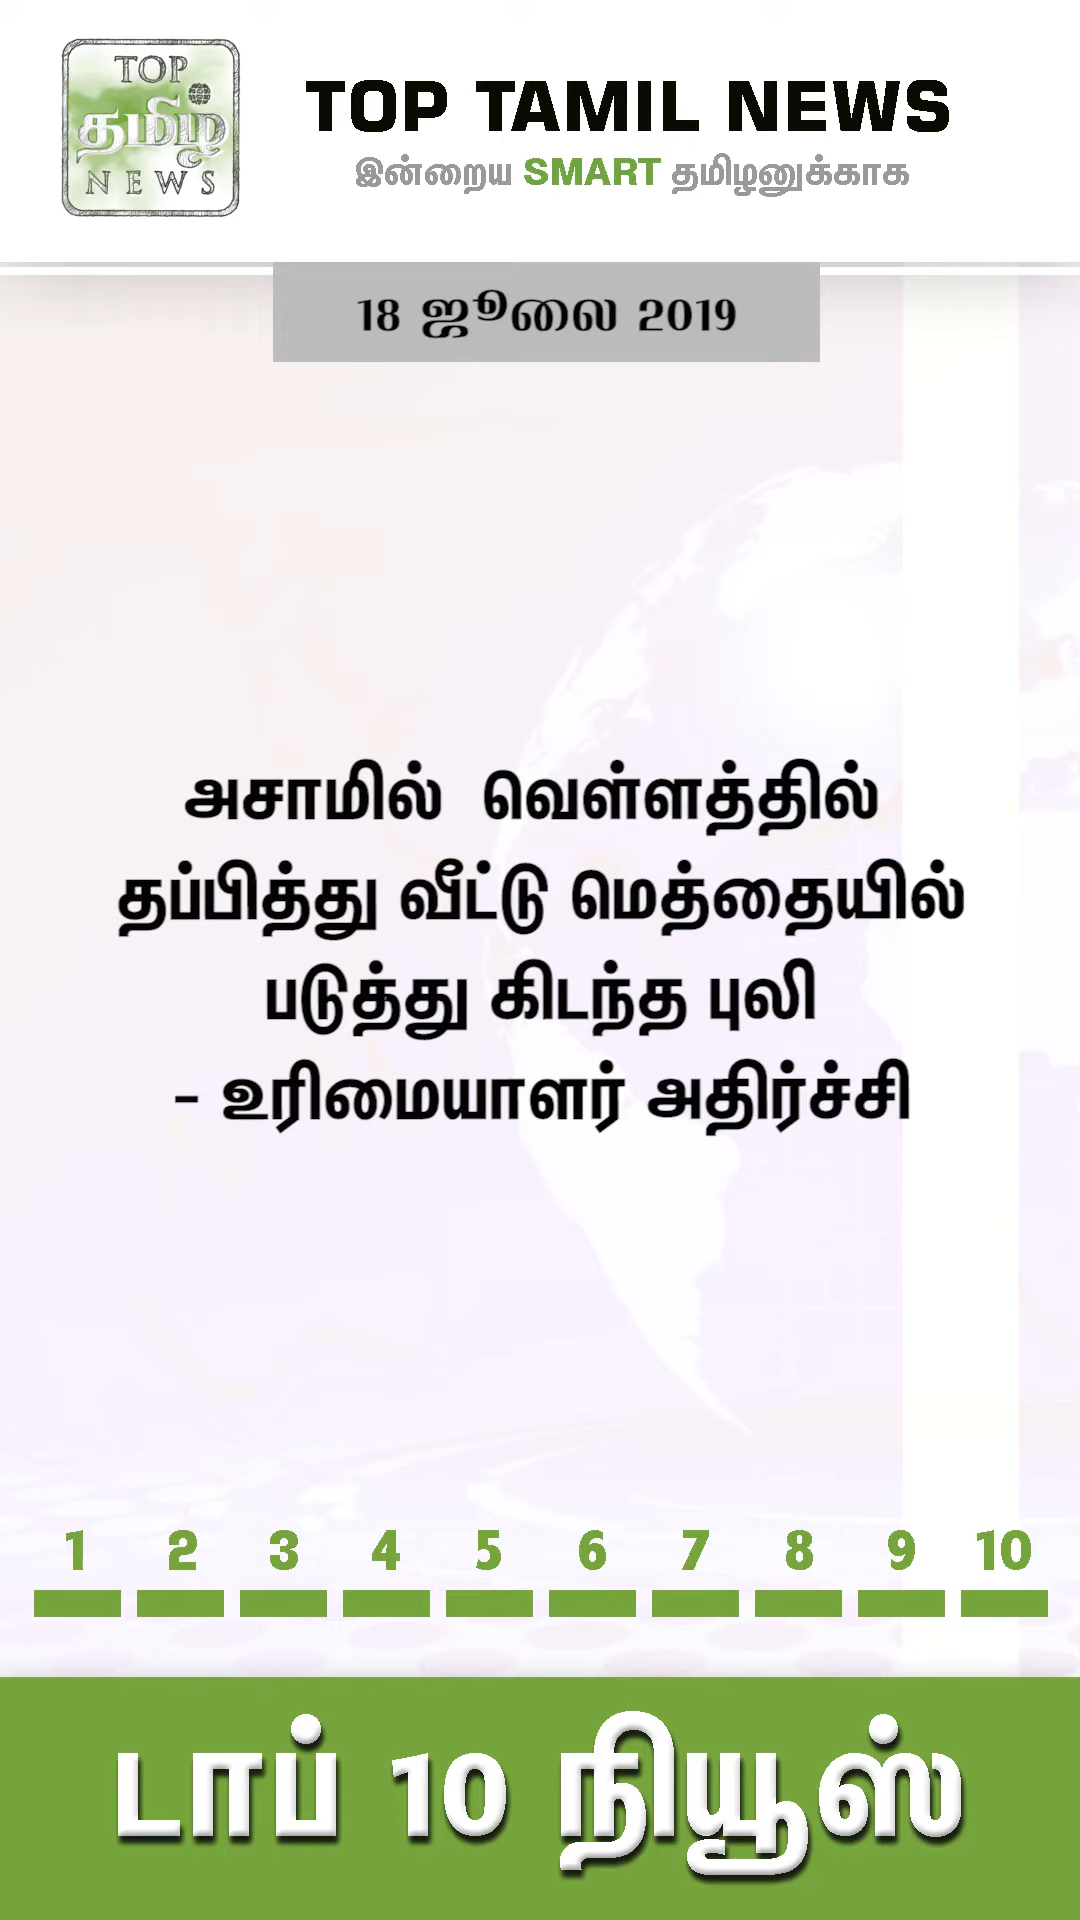 TOP
தமிழ்
NEWS
TOP TAMIL NEWS
இன்றைய SMART தமிழனுக்காக
18 ஜூலை 2019
அசாமில் வெள்ளத்தில்
தப்பித்து வீட்டு மெத்தையில்
படுத்து கிடந்த புலி
- உரிமையாளர் அதிர்ச்சி
1 2 3 4 5 6 7 8 9 10
டாப் 10 நியூஸ்